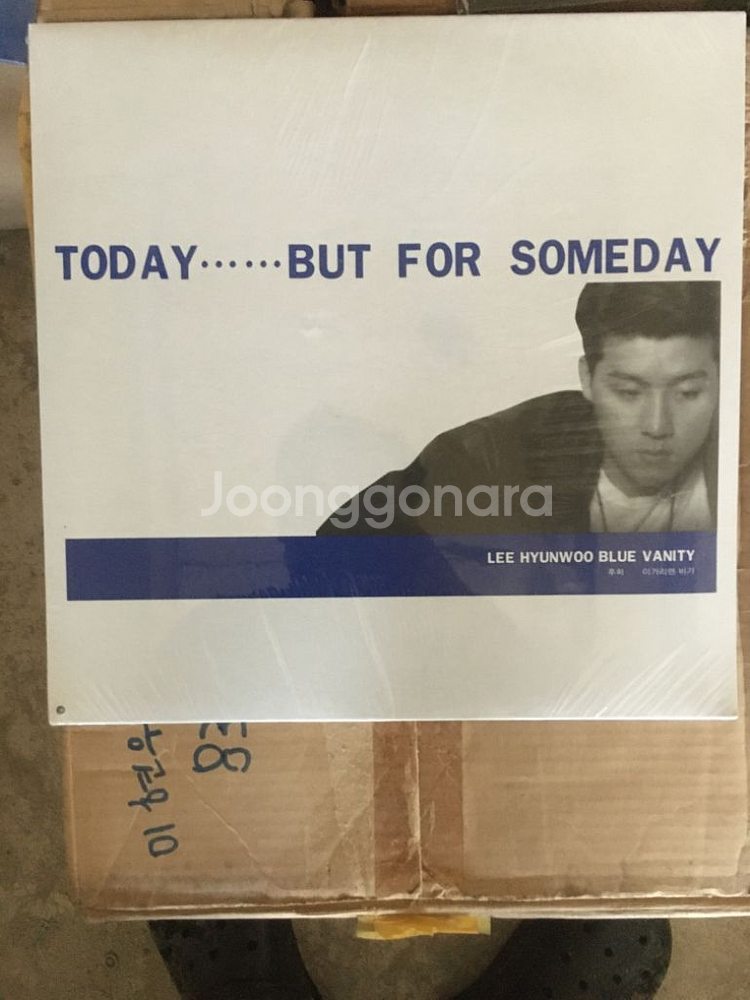 TODAY······BUT FOR SOMEDAY
Joonggonara
LEE HYUNWOO BLUE VANITY
후회 이거리엔 비가
이현우